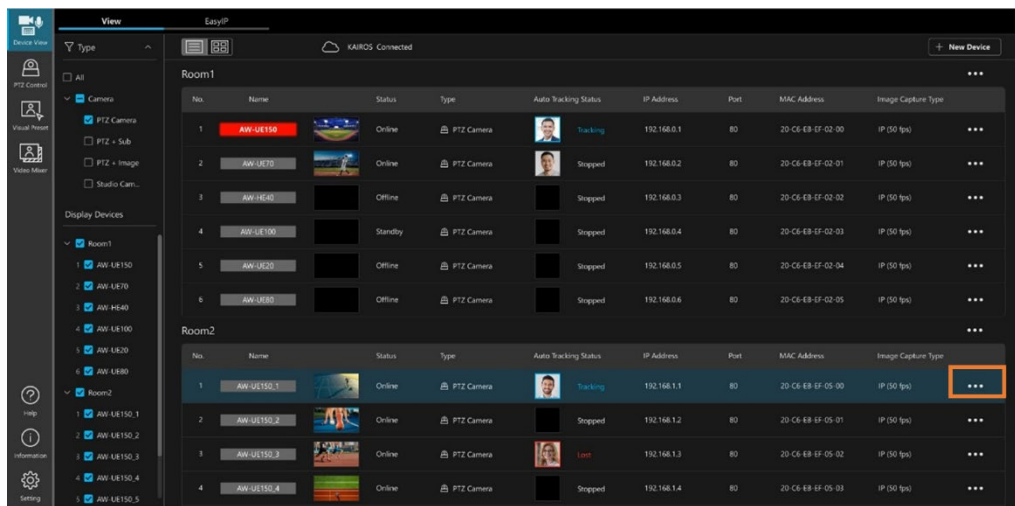 View EasyIP
Device View
Type
KAIROS Connected
+ New Device
PTZ Control
Visual Preset
Video Mixer
Help
Information
Setting
All
Camera
PTZ Camera
PTZ + Sub
PTZ + Image
Studio Cam...
Display Devices
Room1
1 AW-UE150
2 AW-UE70
3 AW-HE40
4 AW-UE100
5 AW-UE20
6 AW-UE80
Room2
1 AW-UE150_1
2 AW-UE150_2
3 AW-UE150_3
4 AW-UE150_4
5 AW-UE150_5
Room1
No. Name Status Type Auto Tracking Status IP Address Port MAC Address Image Capture Type
1 AW-UE150 Online PTZ Camera Tracking 192.168.0.1 80 20-C6-EB-EF-02-00 IP (50 fps)
2 AW-UE70 Online PTZ Camera Stopped 192.168.0.2 80 20-C6-EB-EF-02-01 IP (50 fps)
3 AW-HE40 Offline PTZ Camera Stopped 192.168.0.3 80 20-C6-EB-EF-02-02 IP (50 fps)
4 AW-UE100 Standby PTZ Camera Stopped 192.168.0.4 80 20-C6-EB-EF-02-03 IP (50 fps)
5 AW-UE20 Offline PTZ Camera Stopped 192.168.0.5 80 20-C6-EB-EF-02-04 IP (50 fps)
6 AW-UE80 Offline PTZ Camera Stopped 192.168.0.6 80 20-C6-EB-EF-02-05 IP (50 fps)
Room2
No. Name Status Type Auto Tracking Status IP Address Port MAC Address Image Capture Type
1 AW-UE150_1 Online PTZ Camera Tracking 192.168.1.1 80 20-C6-EB-EF-05-00 IP (50 fps)
2 AW-UE150_2 Online PTZ Camera Stopped 192.168.1.2 80 20-C6-EB-EF-05-01 IP (50 fps)
3 AW-UE150_3 Online PTZ Camera Lost 192.168.1.3 80 20-C6-EB-EF-05-02 IP (50 fps)
4 AW-UE150_4 Online PTZ Camera Stopped 192.168.1.4 80 20-C6-EB-EF-05-03 IP (50 fps)